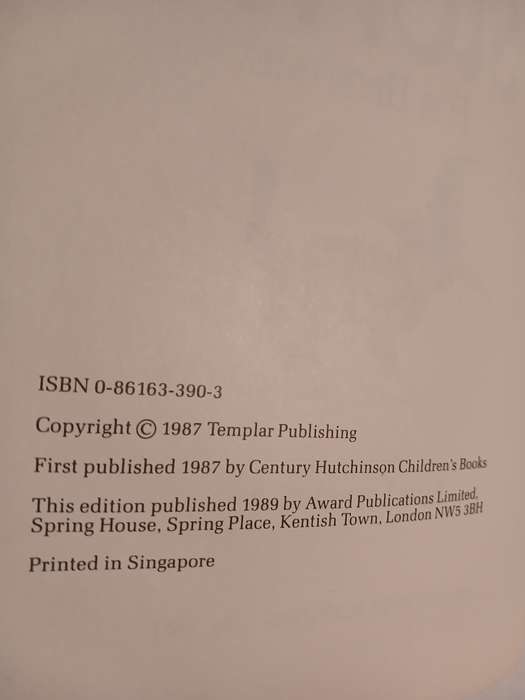 ISBN 0-86163-390-3
Copyright © 1987 Templar Publishing
First published 1987 by Century Hutchinson Children's Books
This edition published 1989 by Award Publications Limited,
Spring House, Spring Place, Kentish Town, London NW5 3BH
Printed in Singapore